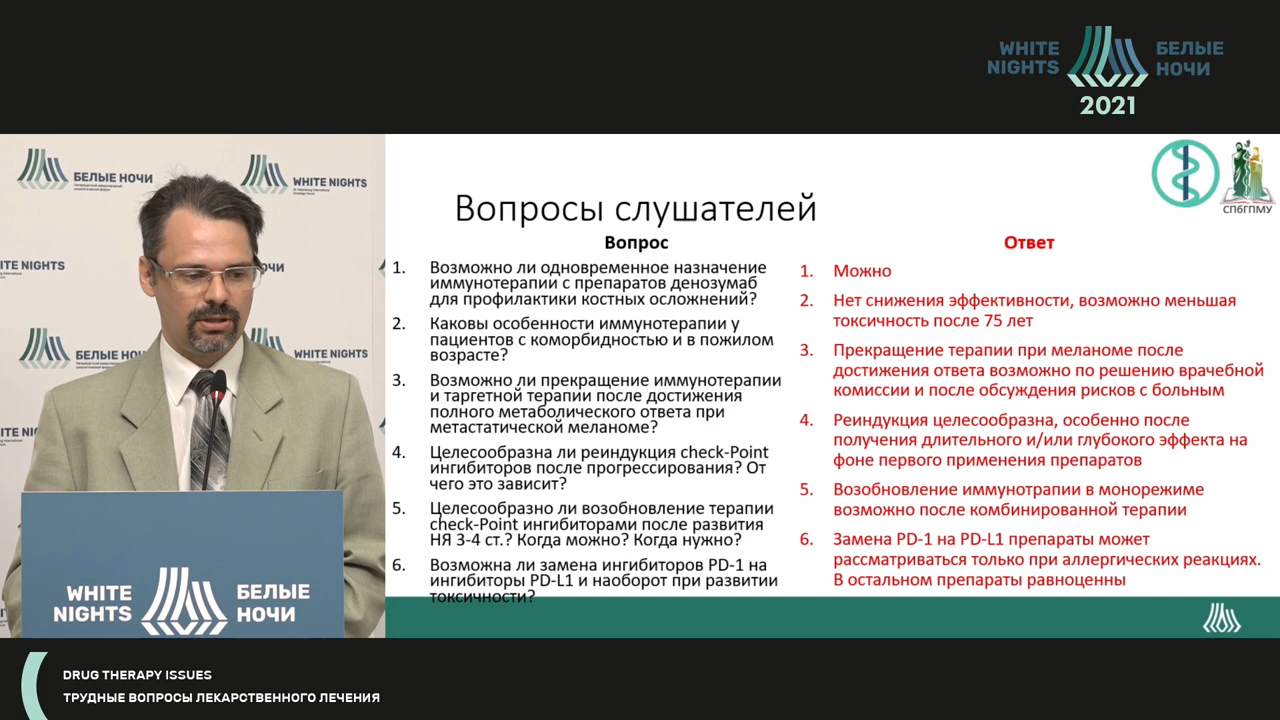 WHITE
NIGHTS
БЕЛЫЕ
НОЧИ
2021
БЕЛЫЕ НОЧИ
WHITE NIGHTS
WHITE NIGHTS
БЕЛЫЕ НОЧИ
WHITE NIGHTS
WHITE
NIGHTS
БЕЛЫЕ
НОЧИ
СПбГПМУ
Вопросы слушателей
Вопрос
1. Возможно ли одновременное назначение
иммунотерапии с препаратов денозумаб
для профилактики костных осложнений?
2. Каковы особенности иммунотерапии у
пациентов с коморбидностью и в пожилом
возрасте?
3. Возможно ли прекращение иммунотерапии
и таргетной терапии после достижения
полного метаболического ответа при
метастатической меланоме?
4. Целесообразна ли реиндукция check-Point
ингибиторов после прогрессирования? От
чего это зависит?
5. Целесообразно ли возобновление терапии
check-Point ингибиторами после развития
НЯ 3-4 ст.? Когда можно? Когда нужно?
6. Возможна ли замена ингибиторов PD-1 на
ингибиторы PD-L1 и наоборот при развитии
токсичности?
Ответ
1. Можно
2. Нет снижения эффективности, возможно меньшая
токсичность после 75 лет
3. Прекращение терапии при меланоме после
достижения ответа возможно по решению врачебной
комиссии и после обсуждения рисков с больным
4. Реиндукция целесообразна, особенно после
получения длительного и/или глубокого эффекта на
фоне первого применения препаратов
5. Возобновление иммунотрапии в монорежиме
возможно после комбинированной терапии
6. Замена PD-1 на PD-L1 препараты может
рассматриваться только при аллергических реакциях.
В остальном препараты равноценны
DRUG THERAPY ISSUES
ТРУДНЫЕ ВОПРОСЫ ЛЕКАРСТВЕННОГО ЛЕЧЕНИЯ